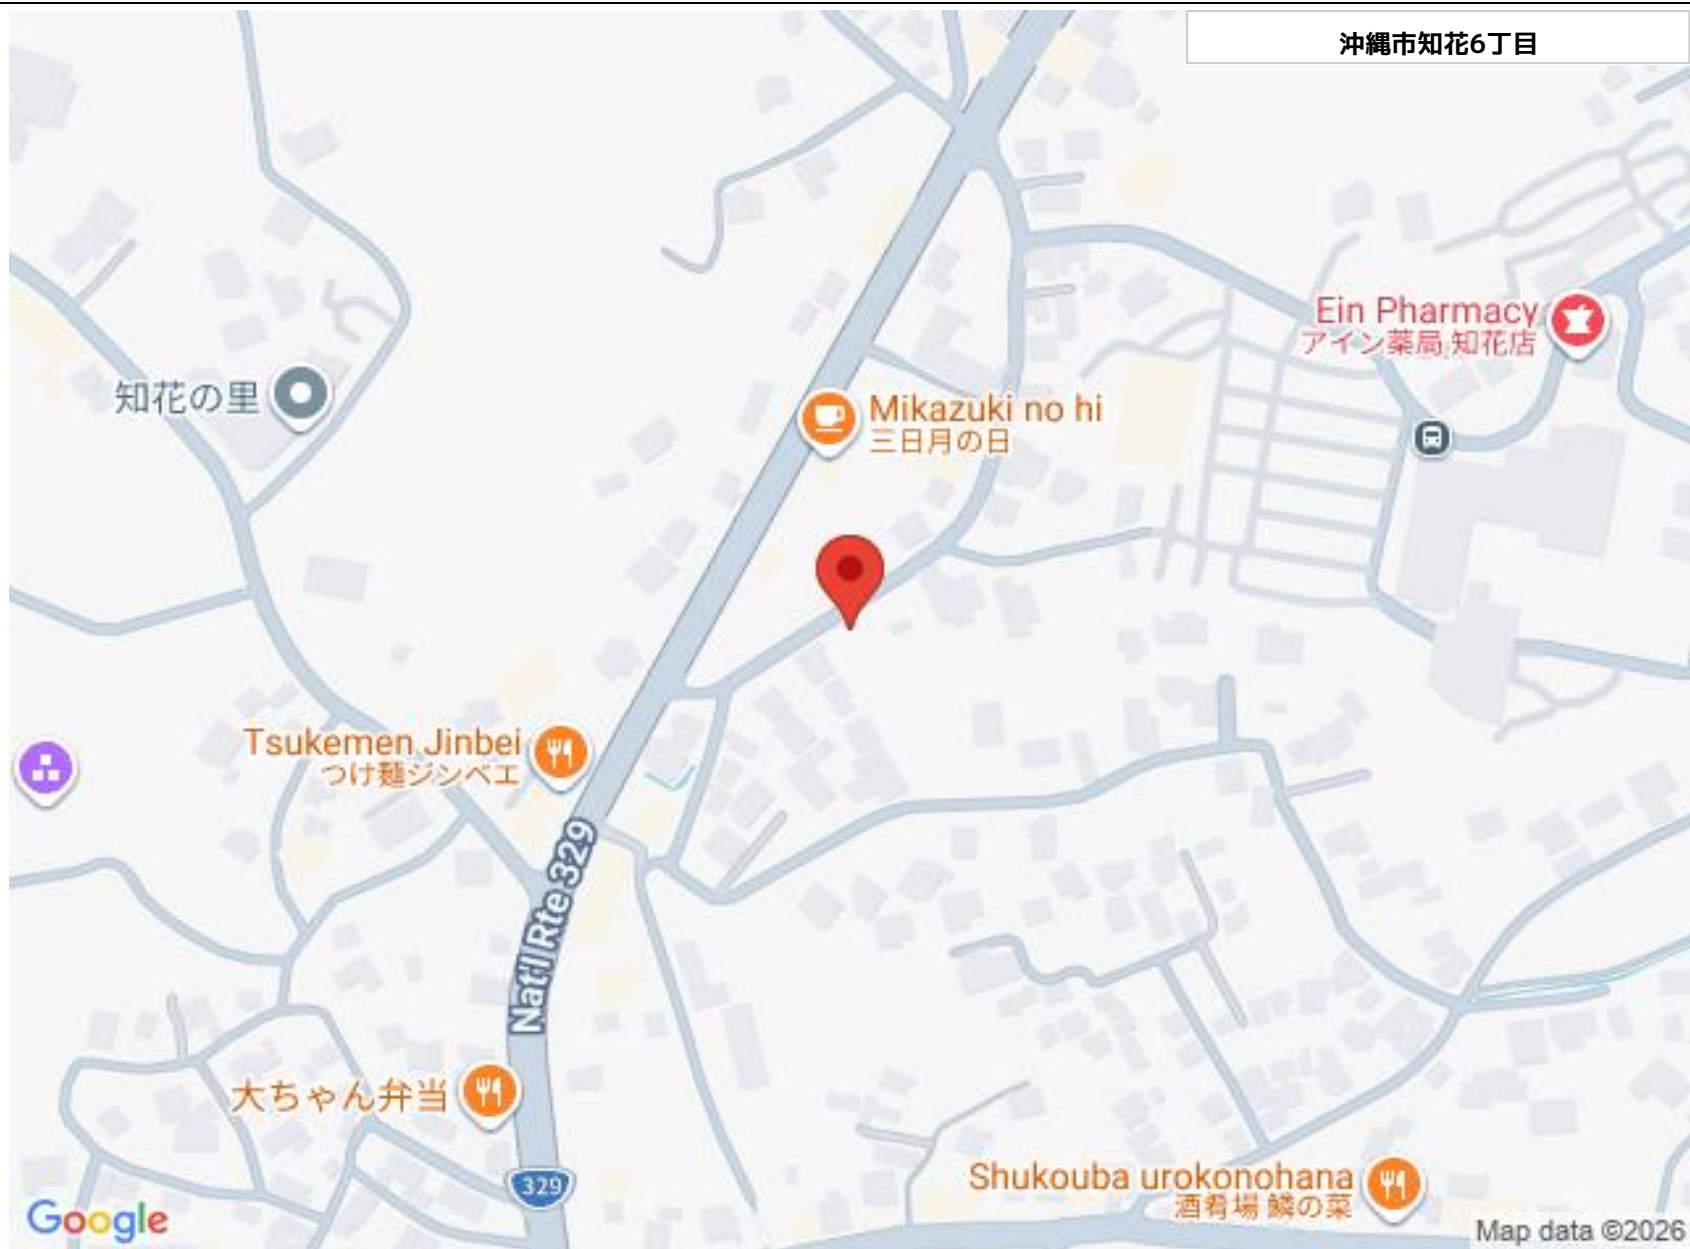 沖縄市知花6丁目
Ein Pharmacy
アイン薬局 知花店
知花の里
Mikazuki no hi
三日月の日
Tsukemen Jinbei
つけ麺ジンベエ
Nat'l Rte 329
大ちゃん弁当
329
Shukouba urokonohana
酒肴場 鱗の菜
Google
Map data ©2026